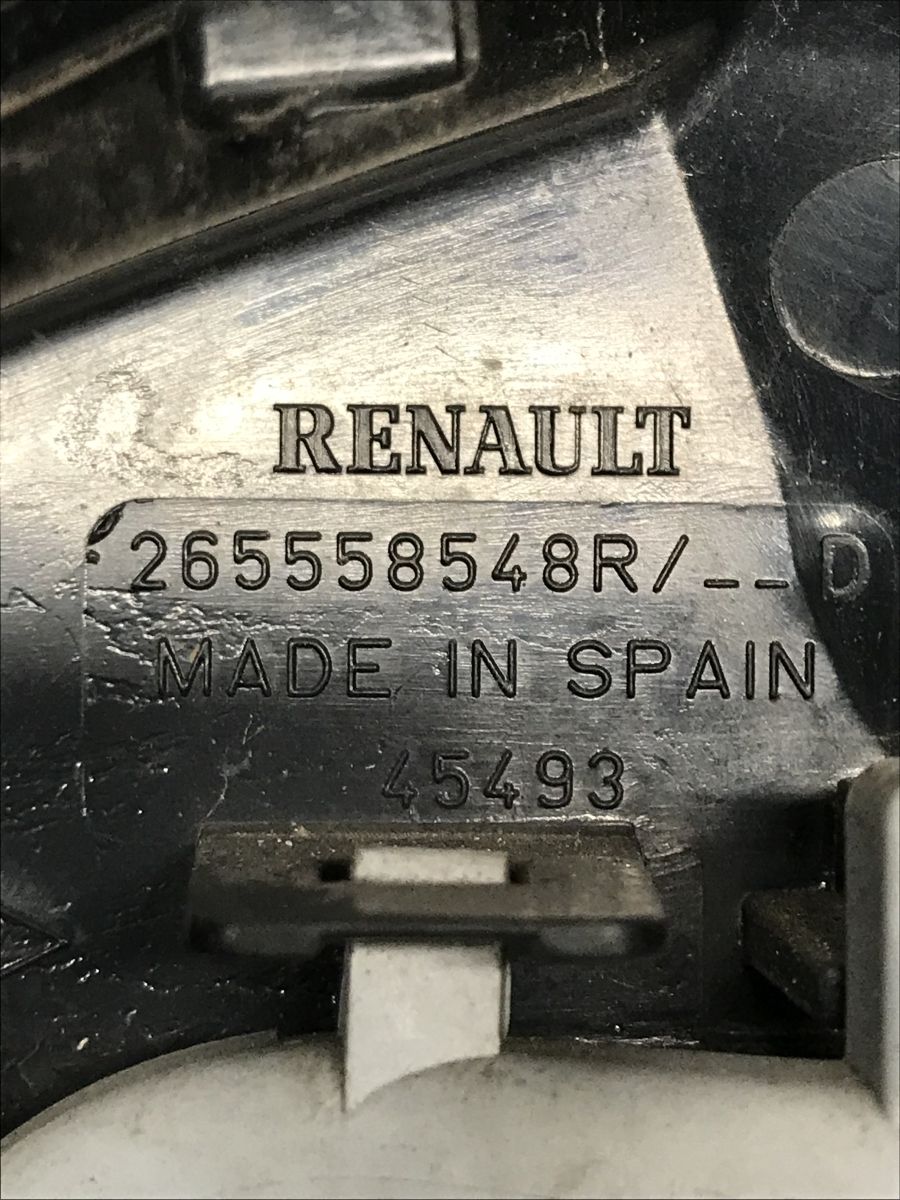 RENAULT
265558548R/__D
MADE IN SPAIN
45493